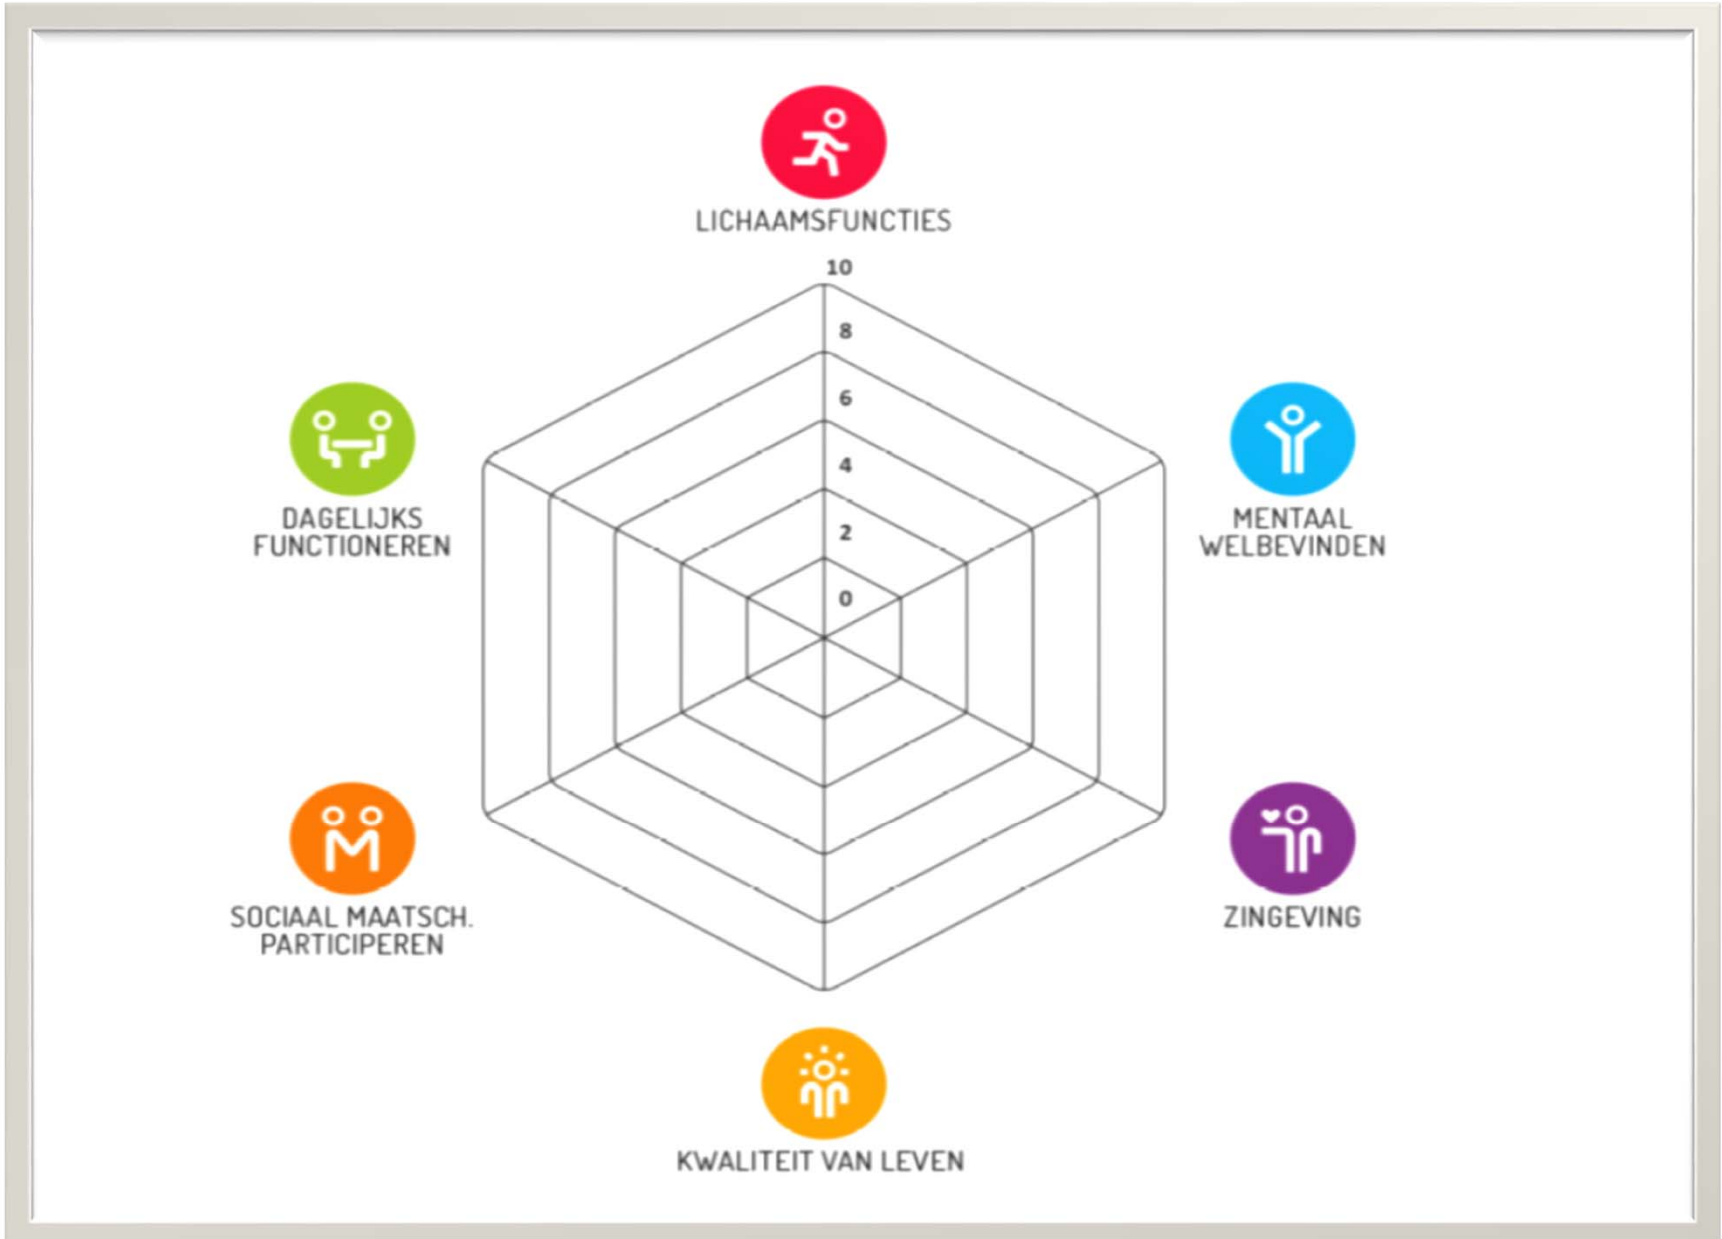 LICHAAMSFUNCTIES
10
8
6
4
2
0
DAGELIJKS
FUNCTIONEREN
MENTAAL
WELBEVINDEN
SOCIAAL MAATSCH.
PARTICIPEREN
ZINGEVING
KWALITEIT VAN LEVEN